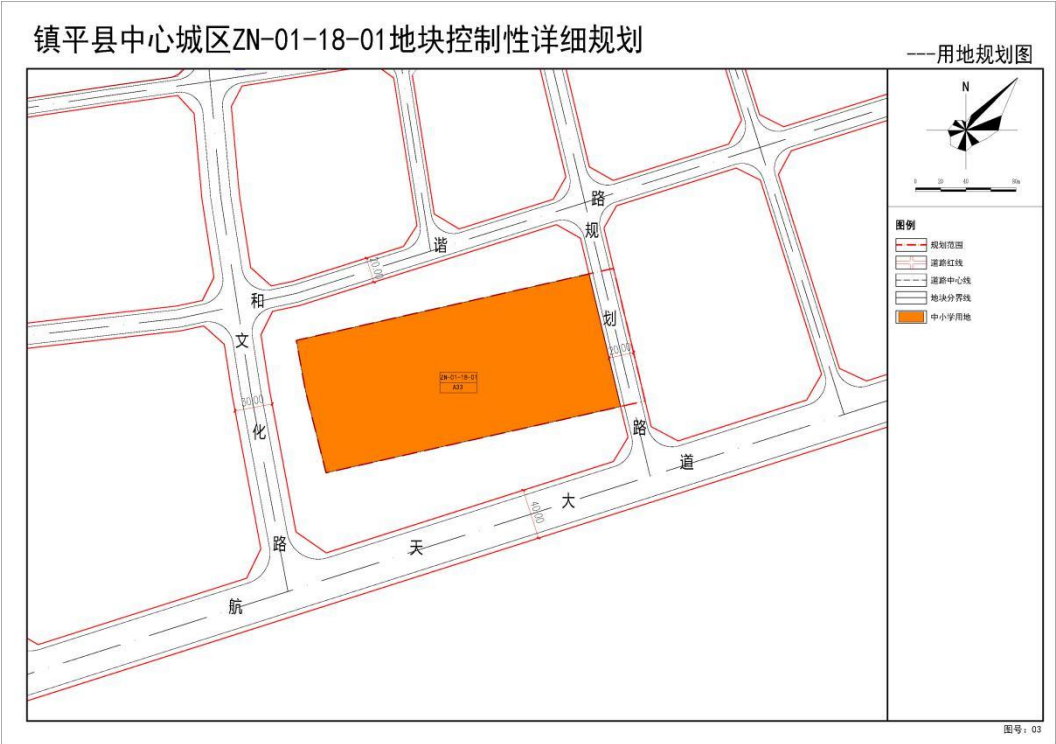 镇平县中心城区ZN-01-18-01地块控制性详细规划
---用地规划图
N
0 20 40 80m
图例
规划范围
道路红线
道路中心线
地块分界线
中小学用地
和谐路
20.00
规划路
20.00
文化路
30.00
ZN-01-18-01
A33
航天大道
40.00
图号：03